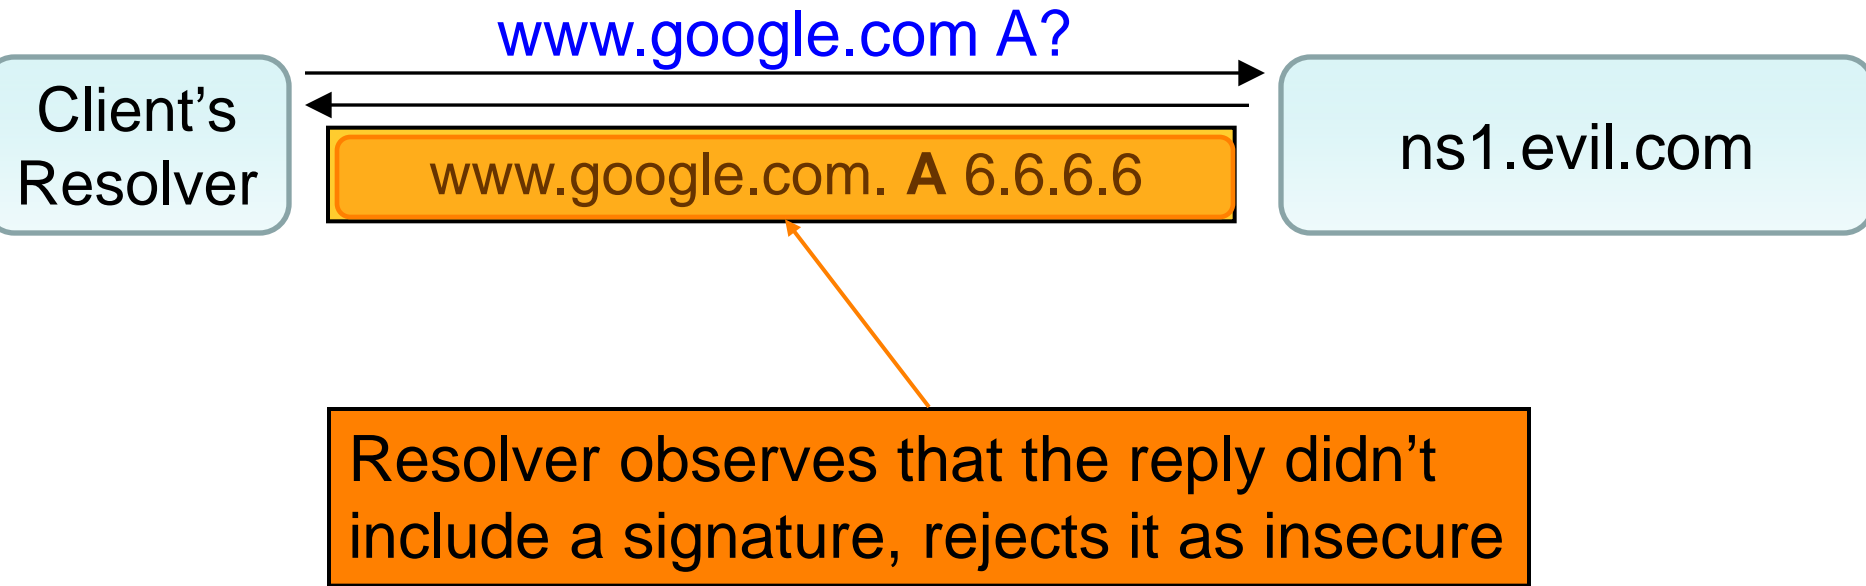 www.google.com A?
Client’s
Resolver
www.google.com. A 6.6.6.6
ns1.evil.com
Resolver observes that the reply didn’t
include a signature, rejects it as insecure